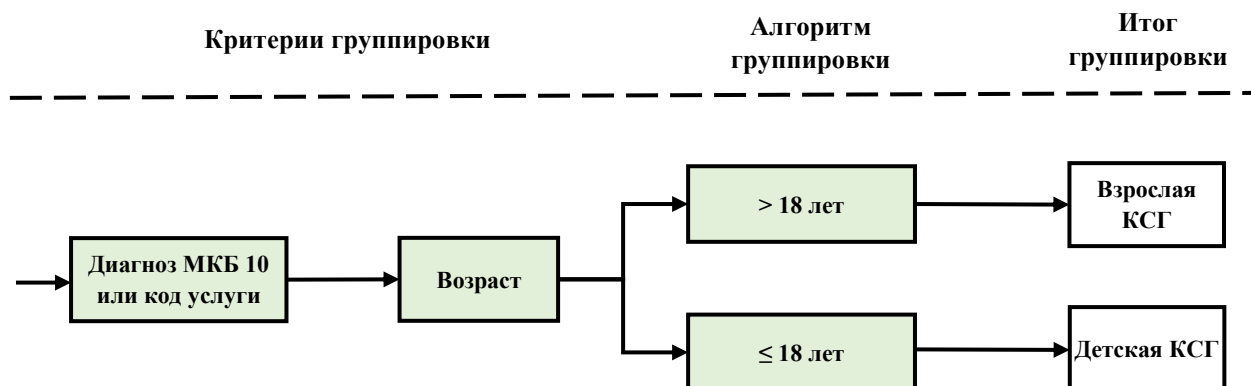 Критерии группировки
Алгоритм
группировки
Итог
группировки
Диагноз МКБ 10
или код услуги
Возраст
> 18 лет
Взрослая
КСГ
≤ 18 лет
Детская КСГ